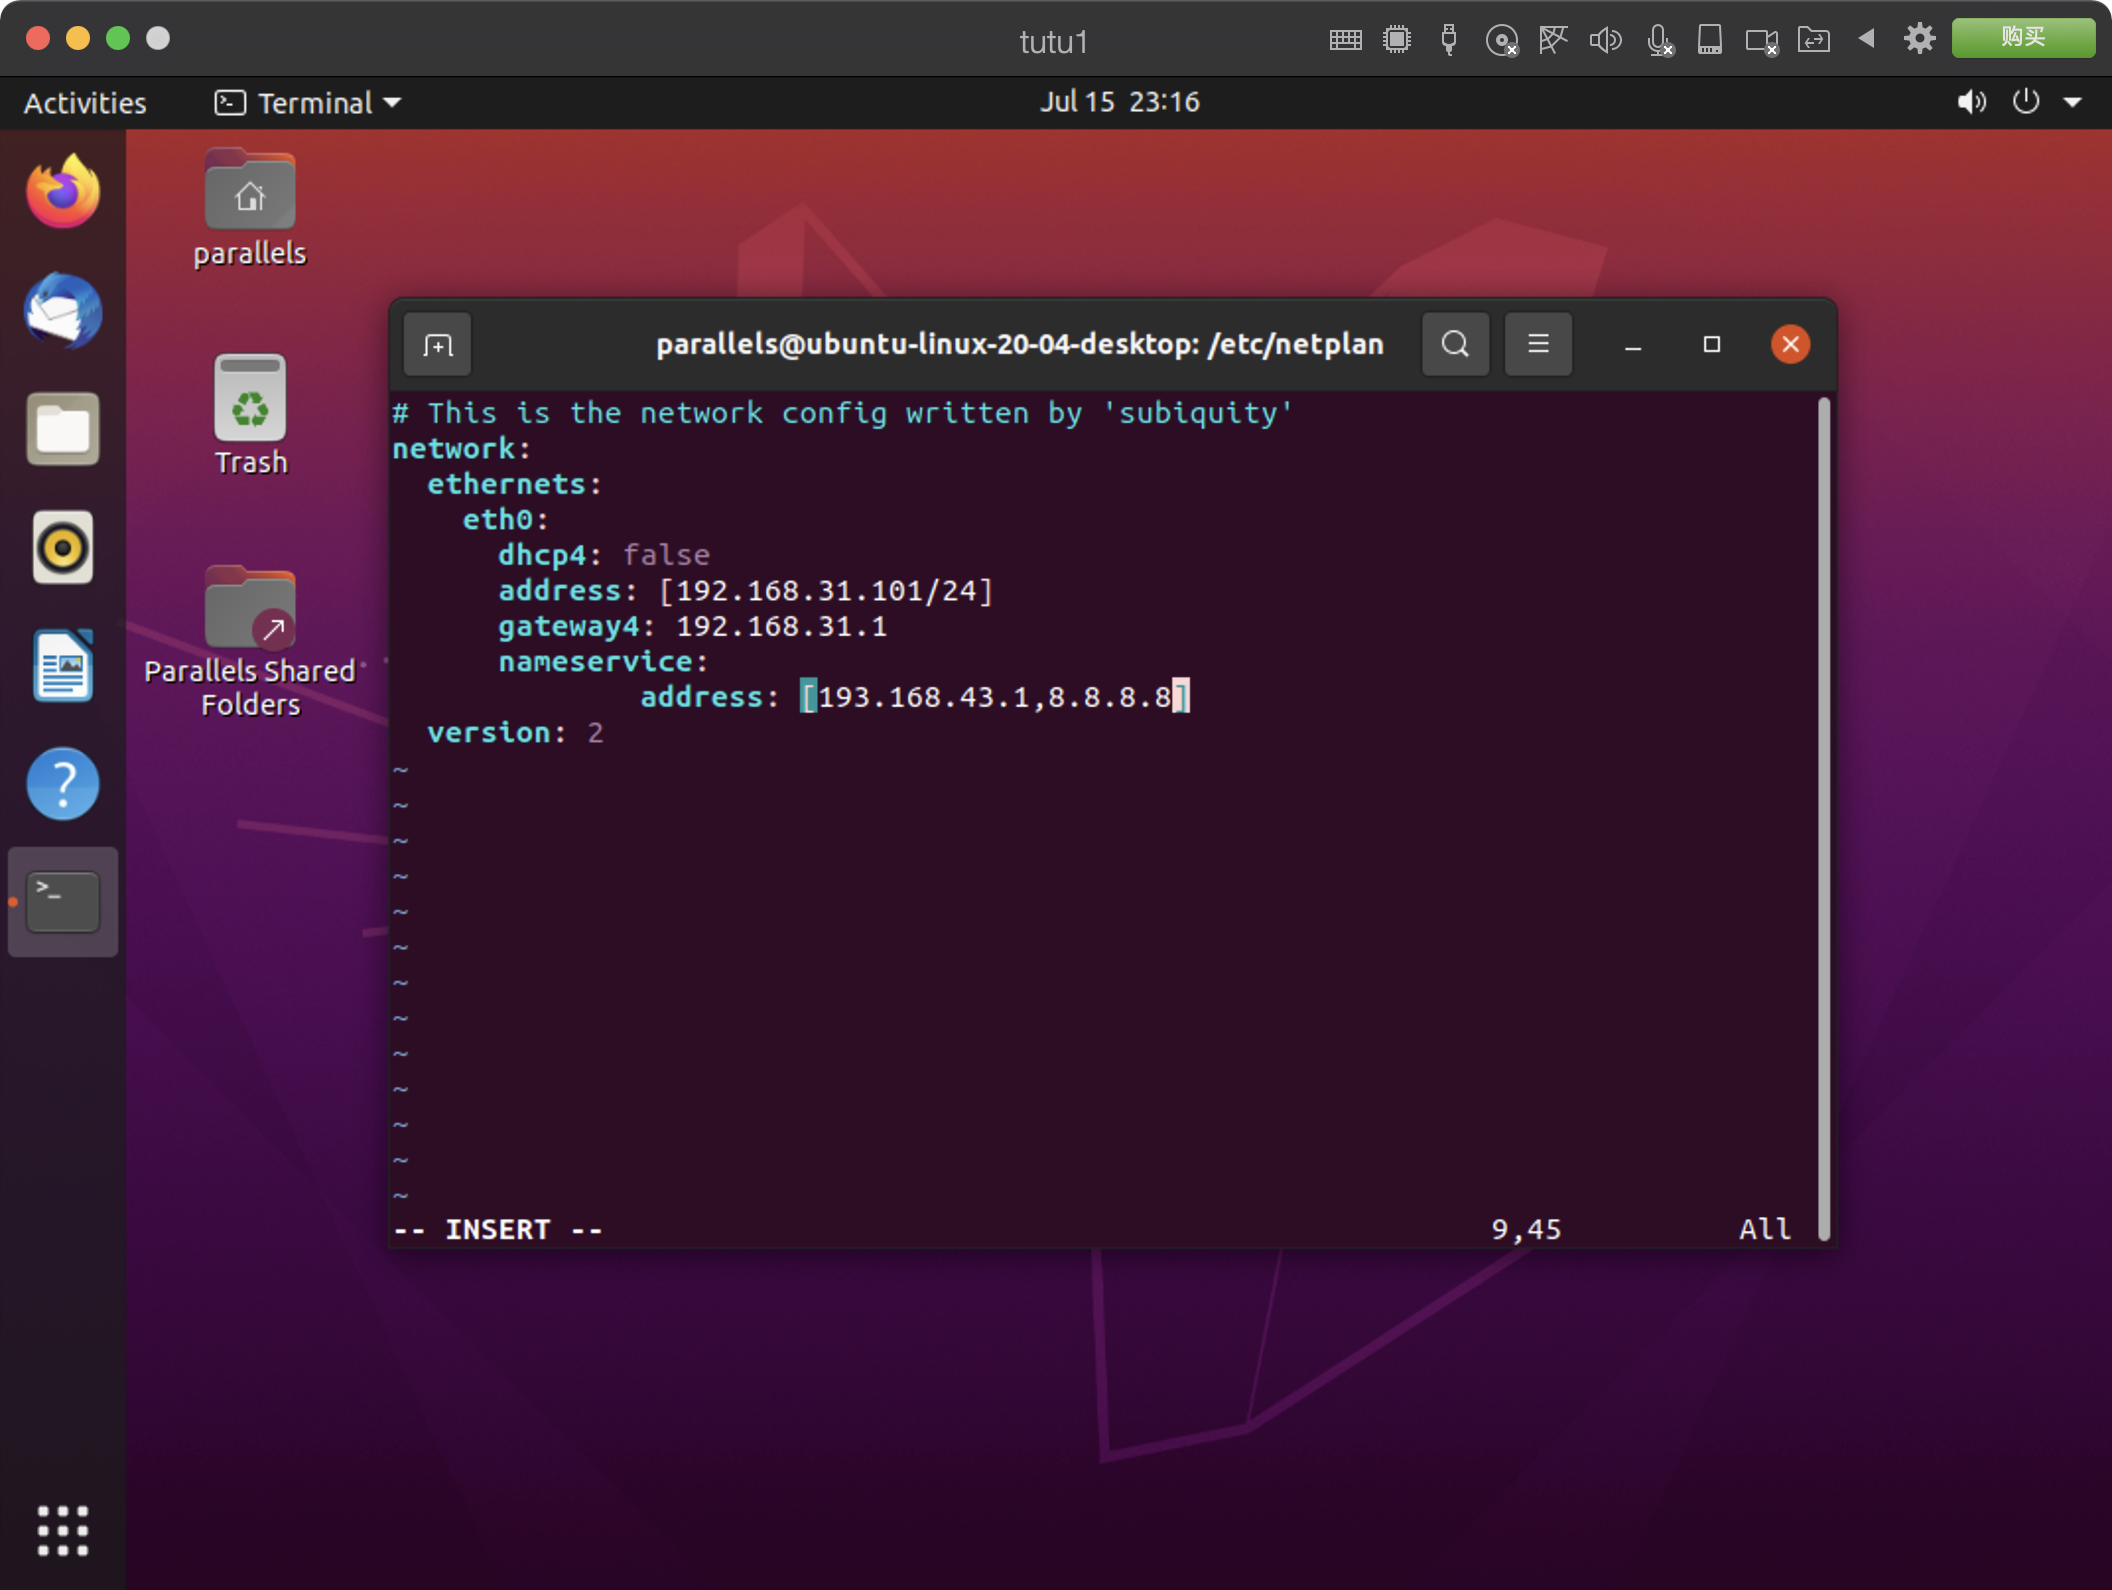 tutu1
购买
Activities
Terminal
Jul 15 23:16
parallels
Trash
Parallels Shared
Folders
parallels@ubuntu-linux-20-04-desktop: /etc/netplan
# This is the network config written by 'subiquity'
network:
  ethernets:
    eth0:
      dhcp4: false
      address: [192.168.31.101/24]
      gateway4: 192.168.31.1
      nameservice:
              address: [193.168.43.1,8.8.8.8]
  version: 2
~
~
~
~
~
~
~
~
~
~
~
~
~
-- INSERT --
9,45
All